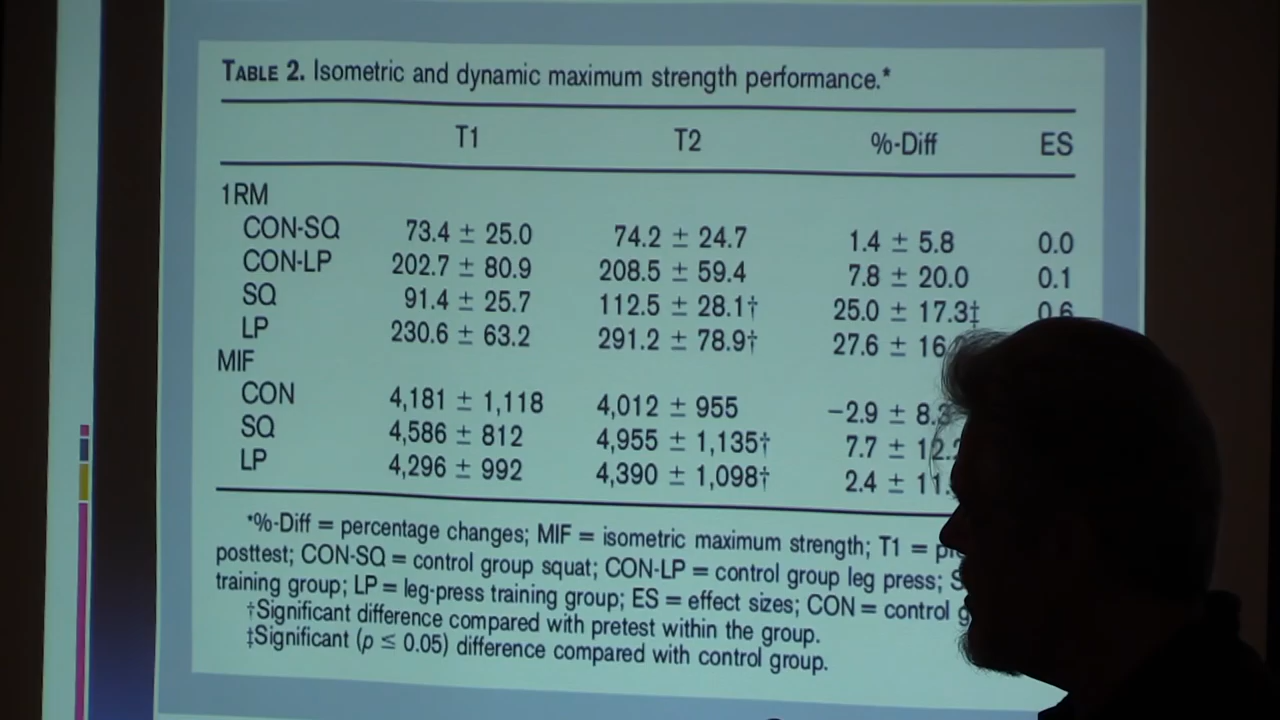 TABLE 2. Isometric and dynamic maximum strength performance.*
T1 T2 %-Diff ES
1RM
CON-SQ 73.4 ± 25.0 74.2 ± 24.7 1.4 ± 5.8 0.0
CON-LP 202.7 ± 80.9 208.5 ± 59.4 7.8 ± 20.0 0.1
SQ 91.4 ± 25.7 112.5 ± 28.1† 25.0 ± 17.3‡ 0.6
LP 230.6 ± 63.2 291.2 ± 78.9† 27.6 ±
MIF
CON 4,181 ± 1,118 4,012 ± 955 −2.9 ±
SQ 4,586 ± 812 4,955 ± 1,135† 7.7 ±
LP 4,296 ± 992 4,390 ± 1,098† 2.4 ±
*%-Diff = percentage changes; MIF = isometric maximum strength; T1 =
posttest; CON-SQ = control group squat; CON-LP = control group leg press;
training group; LP = leg-press training group; ES = effect sizes; CON = control
†Significant difference compared with pretest within the group.
‡Significant (p ≤ 0.05) difference compared with control group.